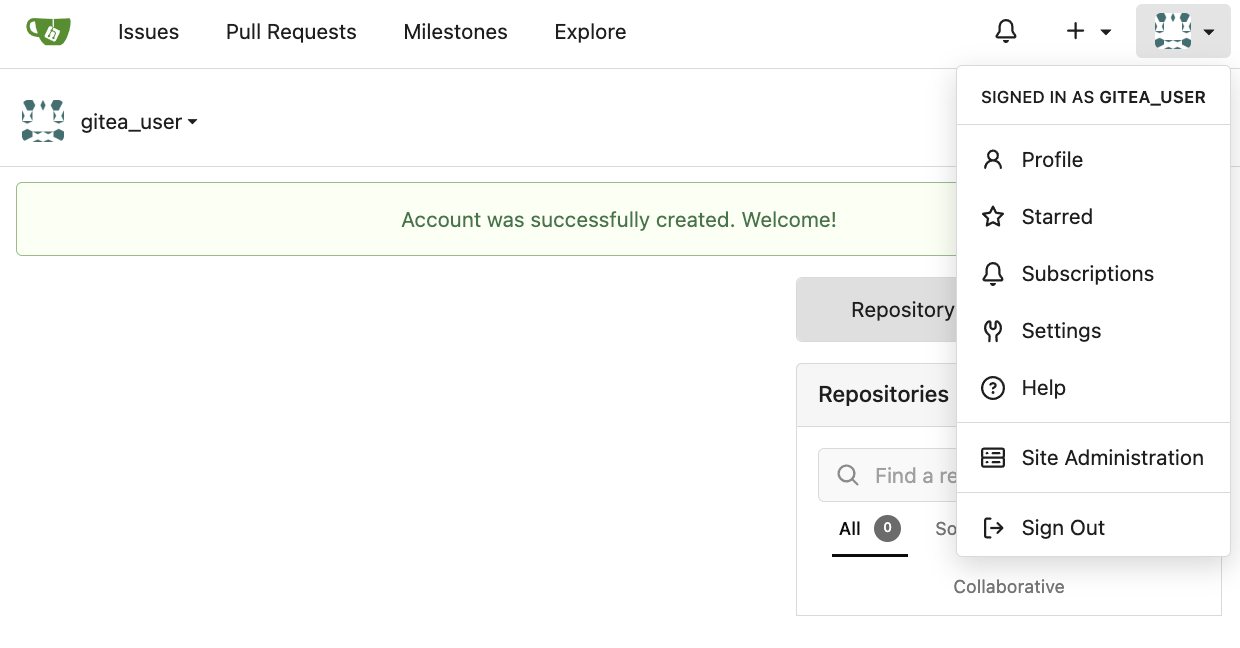 Issues Pull Requests Milestones Explore
SIGNED IN AS GITEA_USER
gitea_user
Profile
Starred
Subscriptions
Settings
Help
Site Administration
Sign Out
Account was successfully created. Welcome!
Repository
Repositories
Find a re
All 0 So
Collaborative